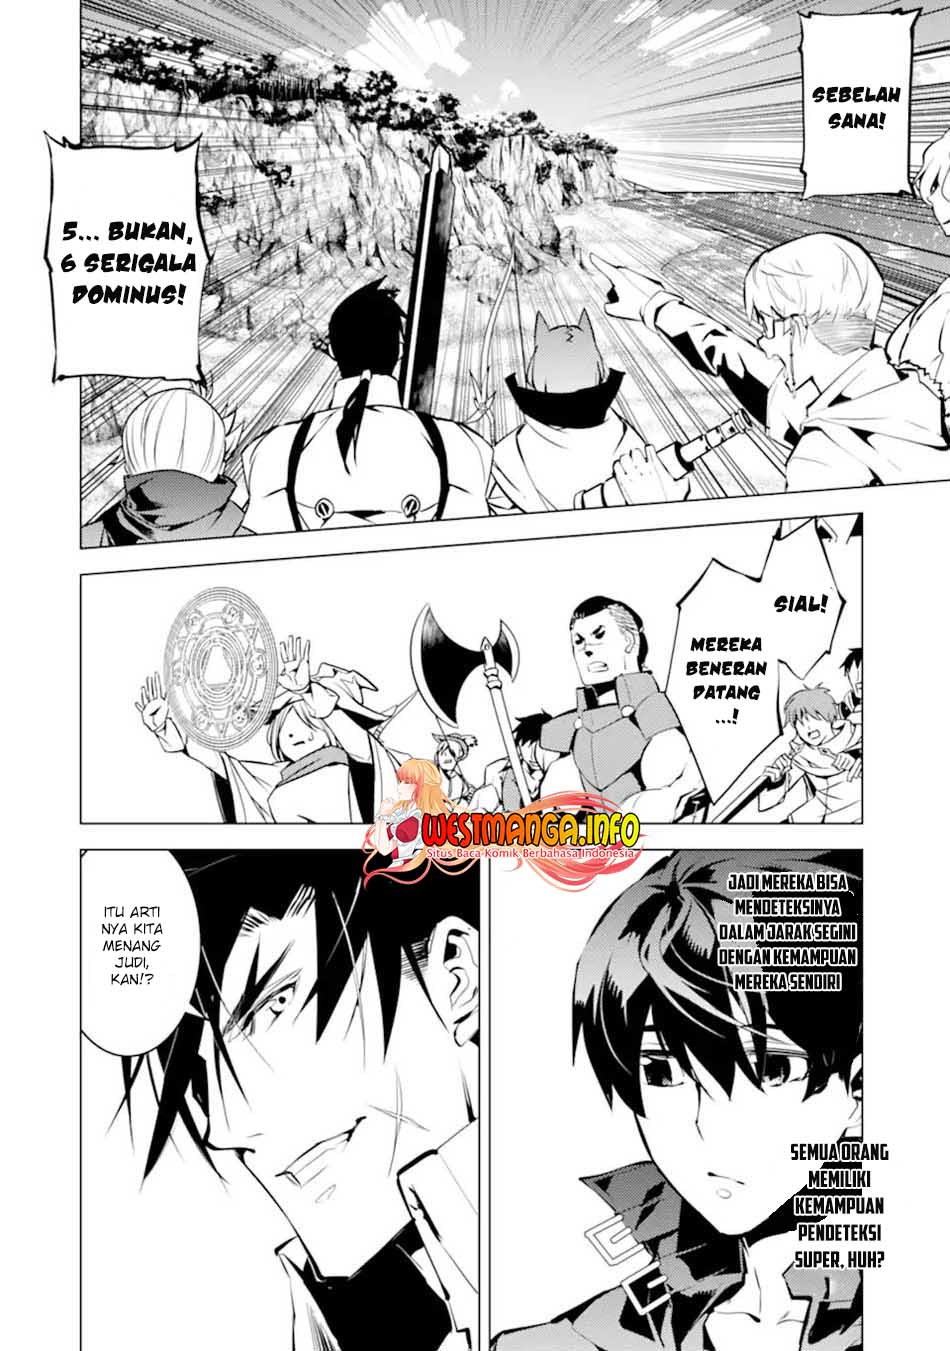 SEBELAH
SANA!
5... BUKAN,
6 SERIGALA
DOMINUS!
SIAL!
MEREKA
BENERAN
DATANG
...!
WESTMANGA.INFO
Situs Baca Komik Berbahasa Indonesia
JADI MEREKA BISA
MENDETEKSINYA
DALAM JARAK SEGINI
DENGAN KEMAMPUAN
MEREKA SENDIRI
SEMUA ORANG
MEMILIKI
KEMAMPUAN
PENDETEKSI
SUPER, HUH?
ITU ARTI
NYA KITA
MENANG
JUDI,
KAN!?